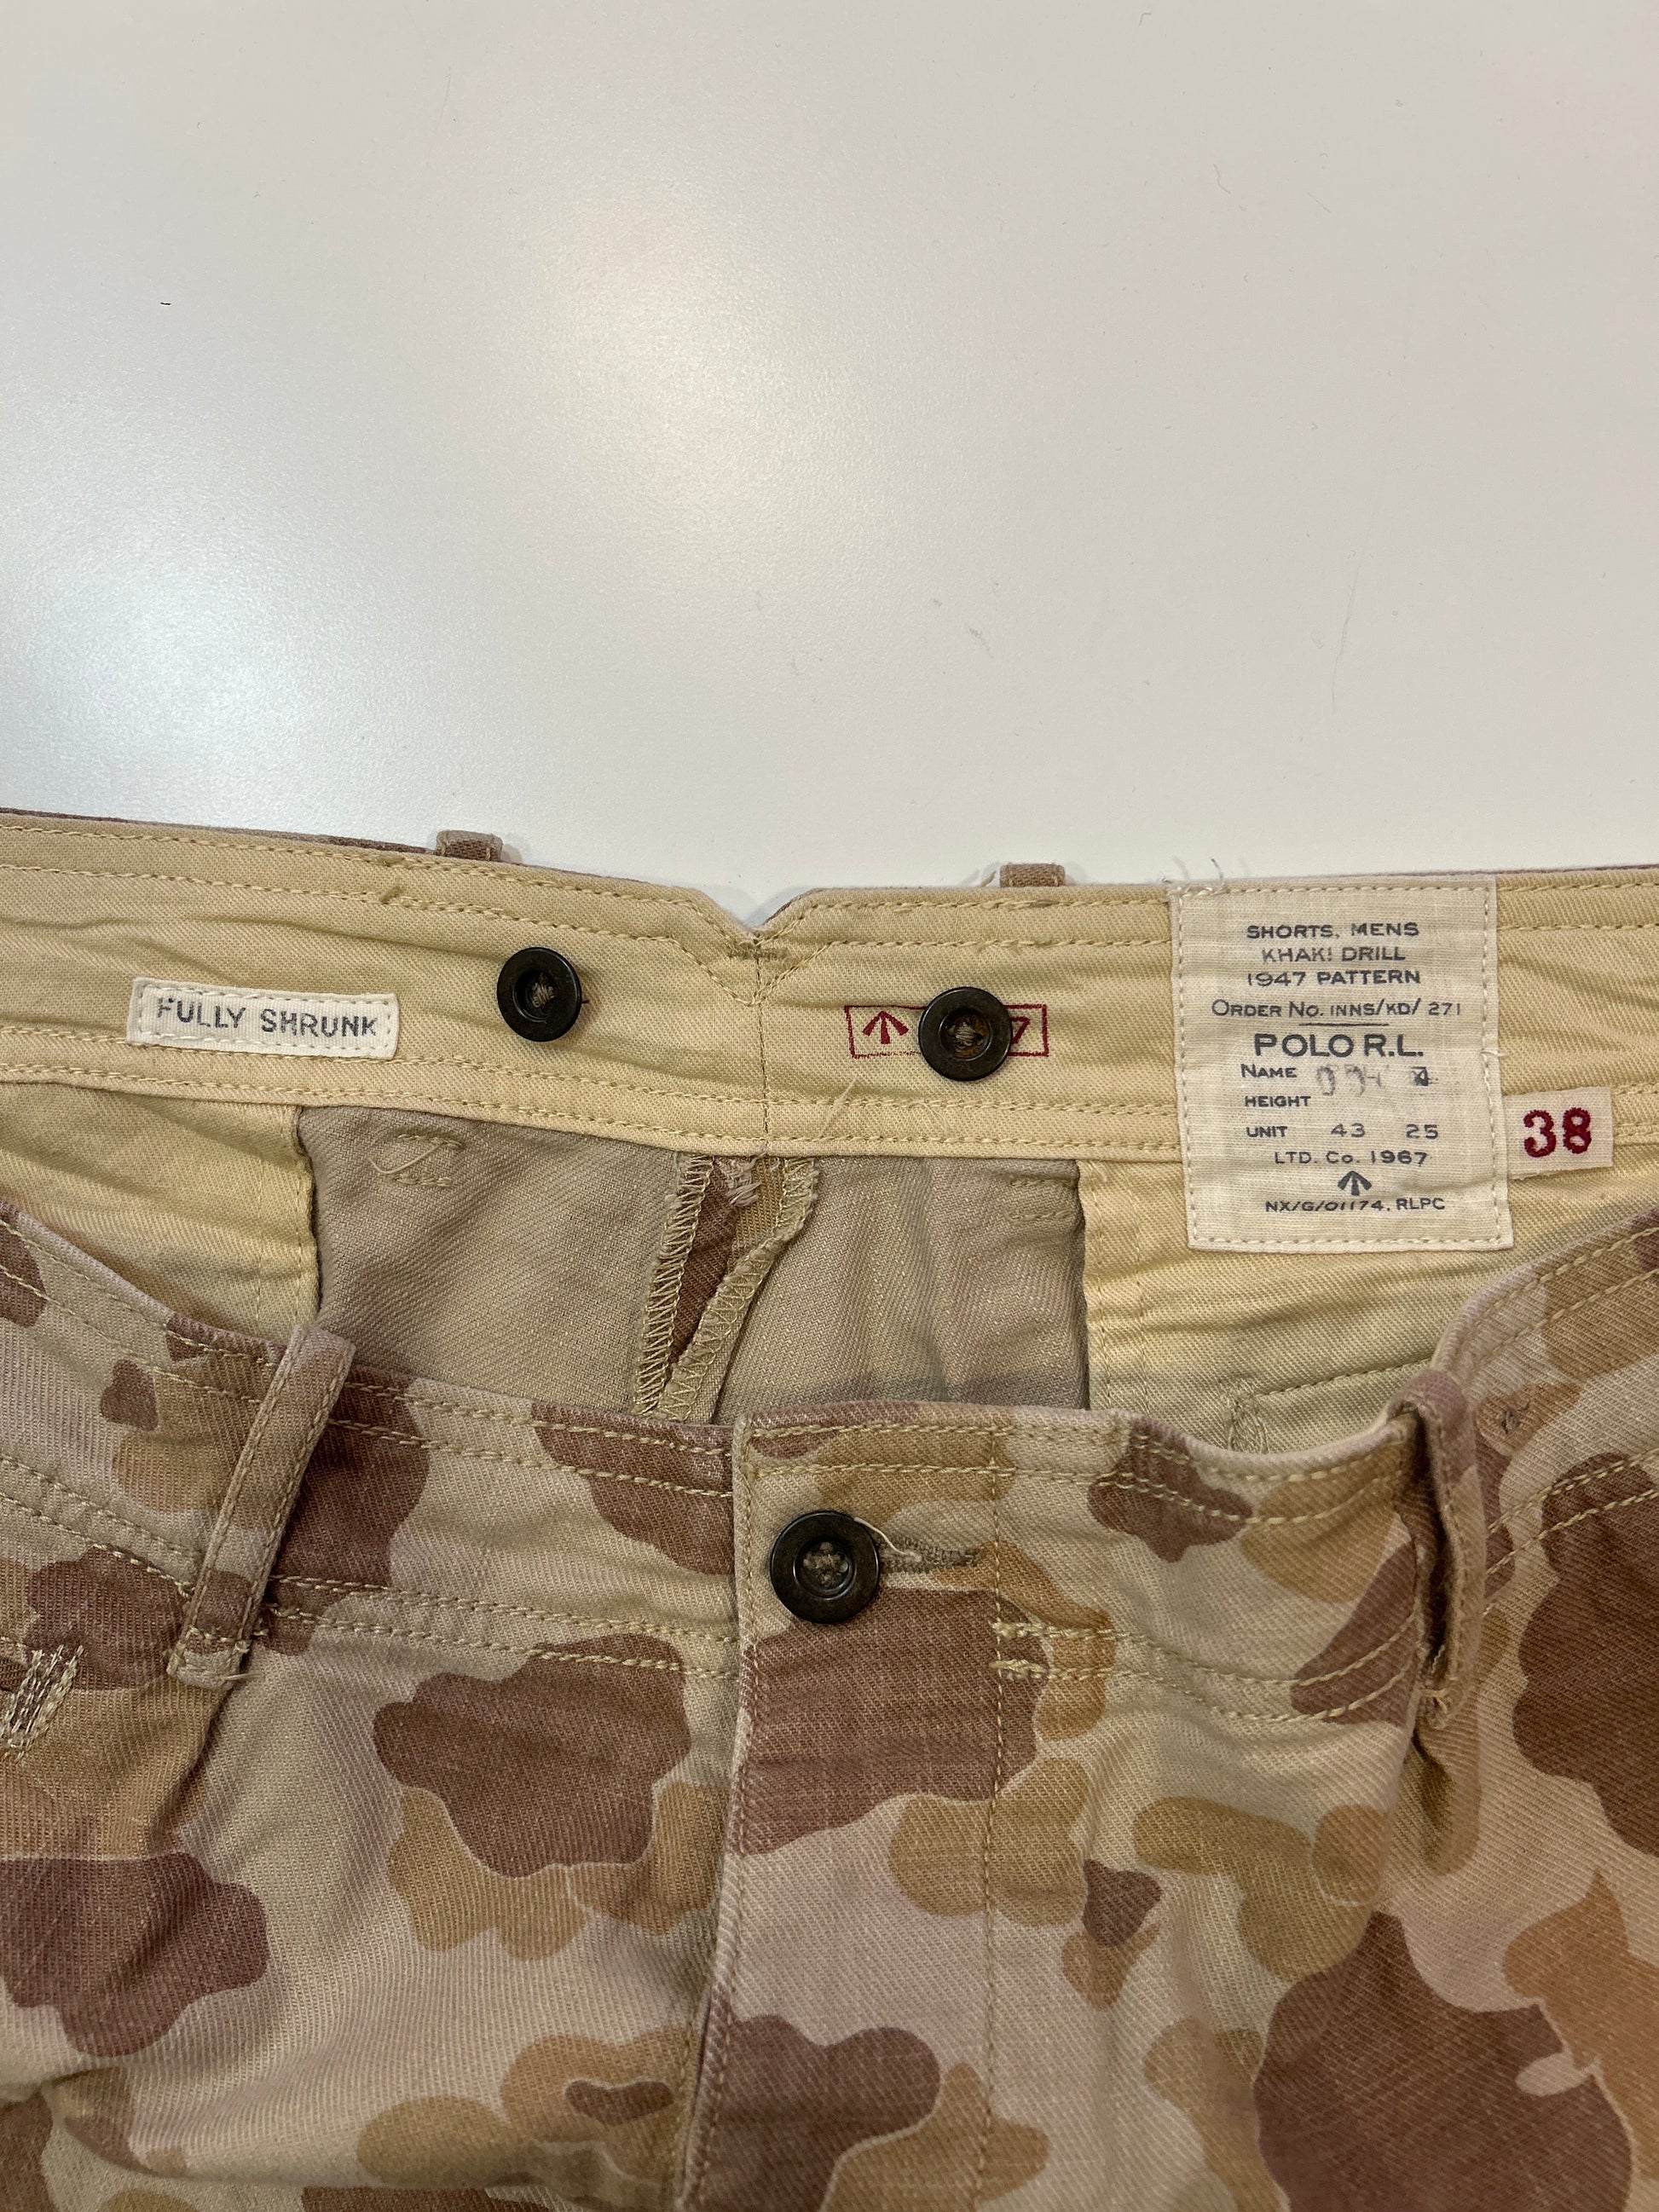 FULLY SHRUNK
7
SHORTS, MENS
KHAKI DRILL
1947 PATTERN
ORDER NO. INNS/KD/ 271
POLO R.L.
NAME
HEIGHT
UNIT 43 25
LTD. Co. 1967
NX/G/01174, RLPC
38